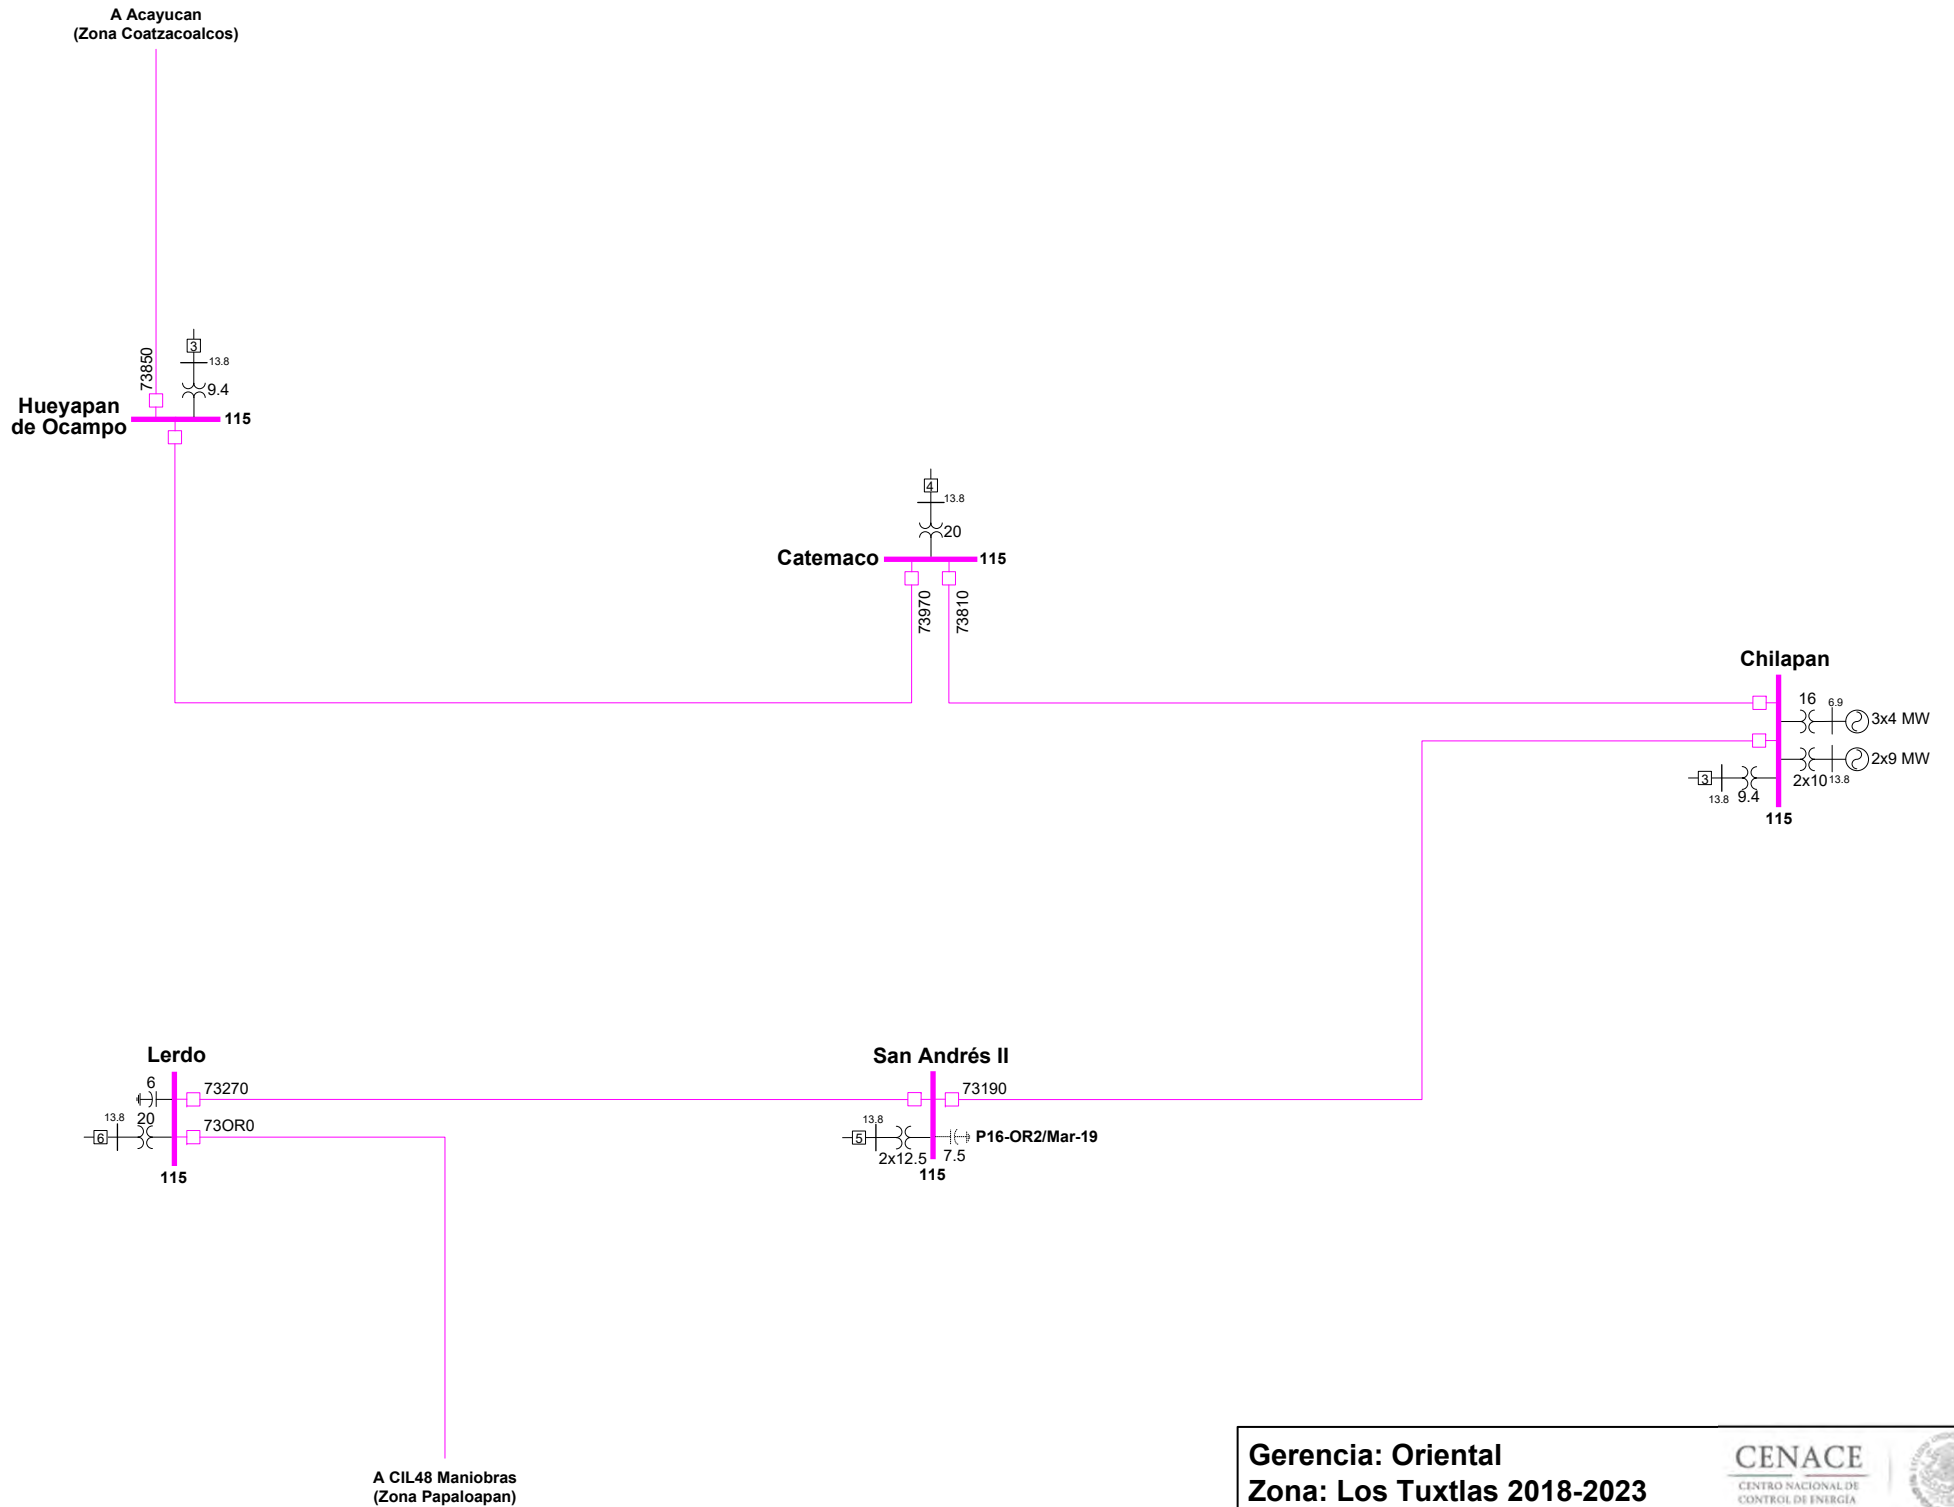 A Acayucan
(Zona Coatzacoalcos)
73850
3
13.8
9.4
Hueyapan
de Ocampo
115
4
13.8
20
Catemaco
115
73970
73810
Chilapan
16
6.9
3x4 MW
2x9 MW
2x10
13.8
3
13.8
9.4
115
Lerdo
6
73270
13.8
20
6
73OR0
115
San Andrés II
73190
13.8
5
2x12.5
7.5
P16-OR2/Mar-19
115
A CIL48 Maniobras
(Zona Papaloapan)
Gerencia: Oriental
Zona: Los Tuxtlas 2018-2023
CENACE
CENTRO NACIONAL DE
CONTROL DE ENERGÍA